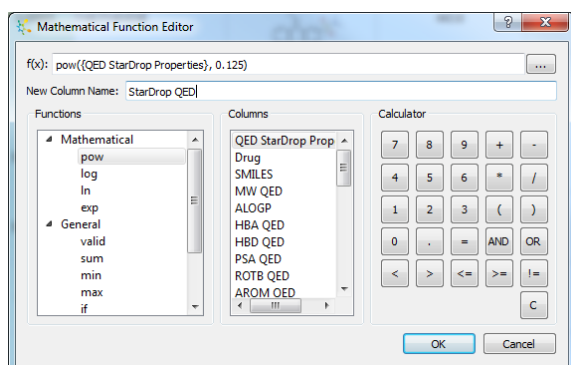 Mathematical Function Editor
f(x): pow({QED StarDrop Properties}, 0.125)
...
New Column Name: StarDrop QED
Functions
Mathematical
pow
log
ln
exp
General
valid
sum
min
max
if
Columns
QED StarDrop Prop
Drug
SMILES
MW QED
ALOGP
HBA QED
HBD QED
PSA QED
ROTB QED
AROM QED
Calculator
7 8 9 + -
4 5 6 * /
1 2 3 ( )
0 . = AND OR
< > <= >= !=
C
OK Cancel